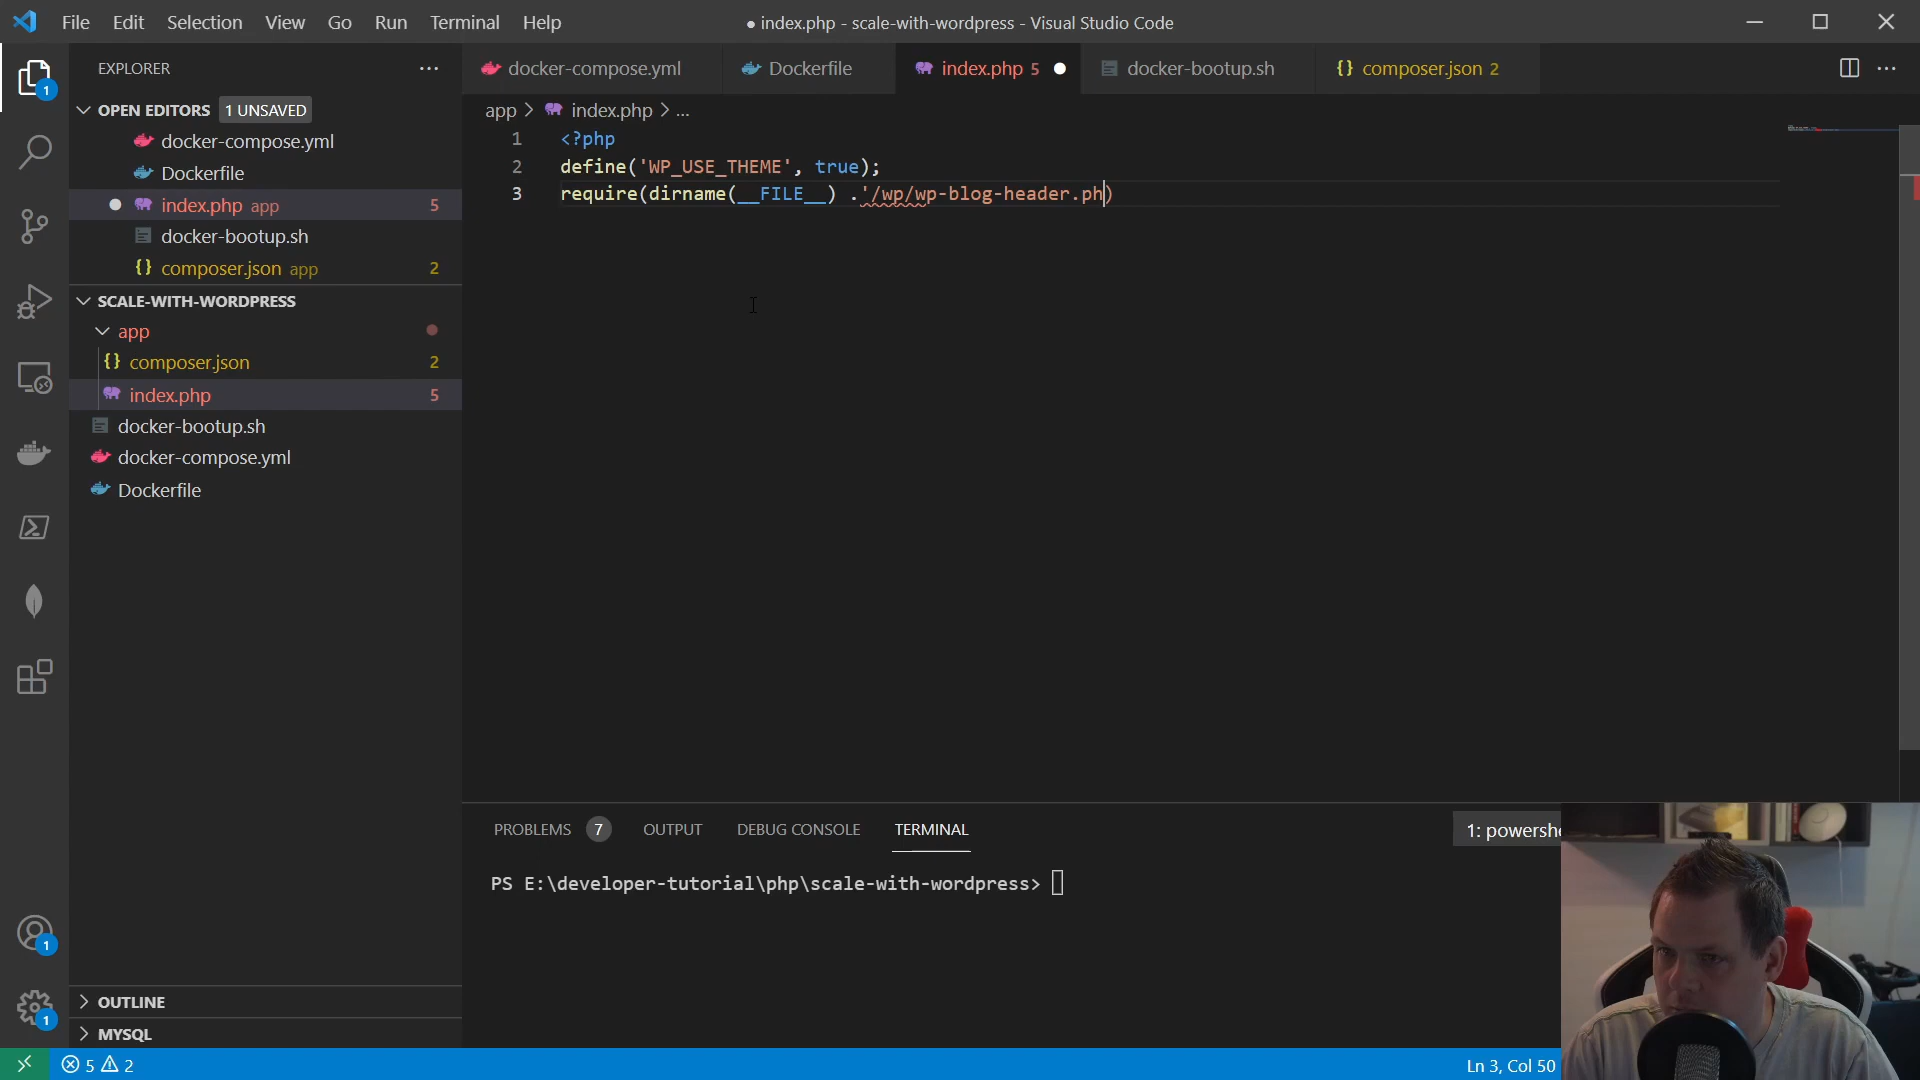 File Edit Selection View Go Run Terminal Help
● index.php - scale-with-wordpress - Visual Studio Code
EXPLORER
OPEN EDITORS 1 UNSAVED
docker-compose.yml
Dockerfile
index.php app 5
docker-bootup.sh
composer.json app 2
SCALE-WITH-WORDPRESS
app
composer.json 2
index.php 5
docker-bootup.sh
docker-compose.yml
Dockerfile
OUTLINE
MYSQL
docker-compose.yml Dockerfile index.php 5 docker-bootup.sh composer.json 2
app > index.php > ...
1 <?php
2 define('WP_USE_THEME', true);
3 require(dirname(__FILE__) .'/wp/wp-blog-header.ph)
PROBLEMS 7 OUTPUT DEBUG CONSOLE TERMINAL
1: powershe
PS E:\developer-tutorial\php\scale-with-wordpress>
1
1
1
5 2
Ln 3, Col 50